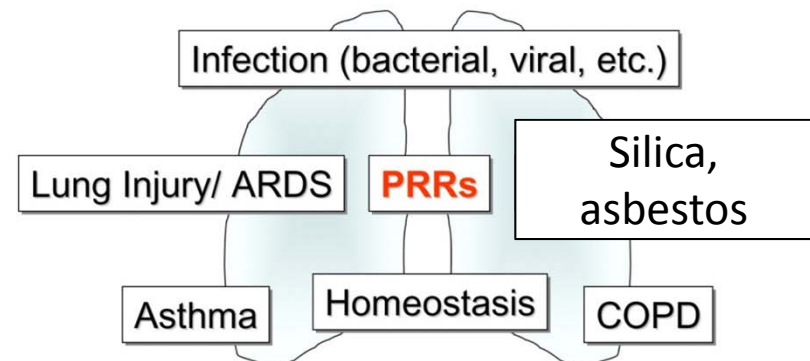 Infection (bacterial, viral, etc.)
Lung Injury/ ARDS
PRRs
Silica,
asbestos
Asthma
Homeostasis
COPD